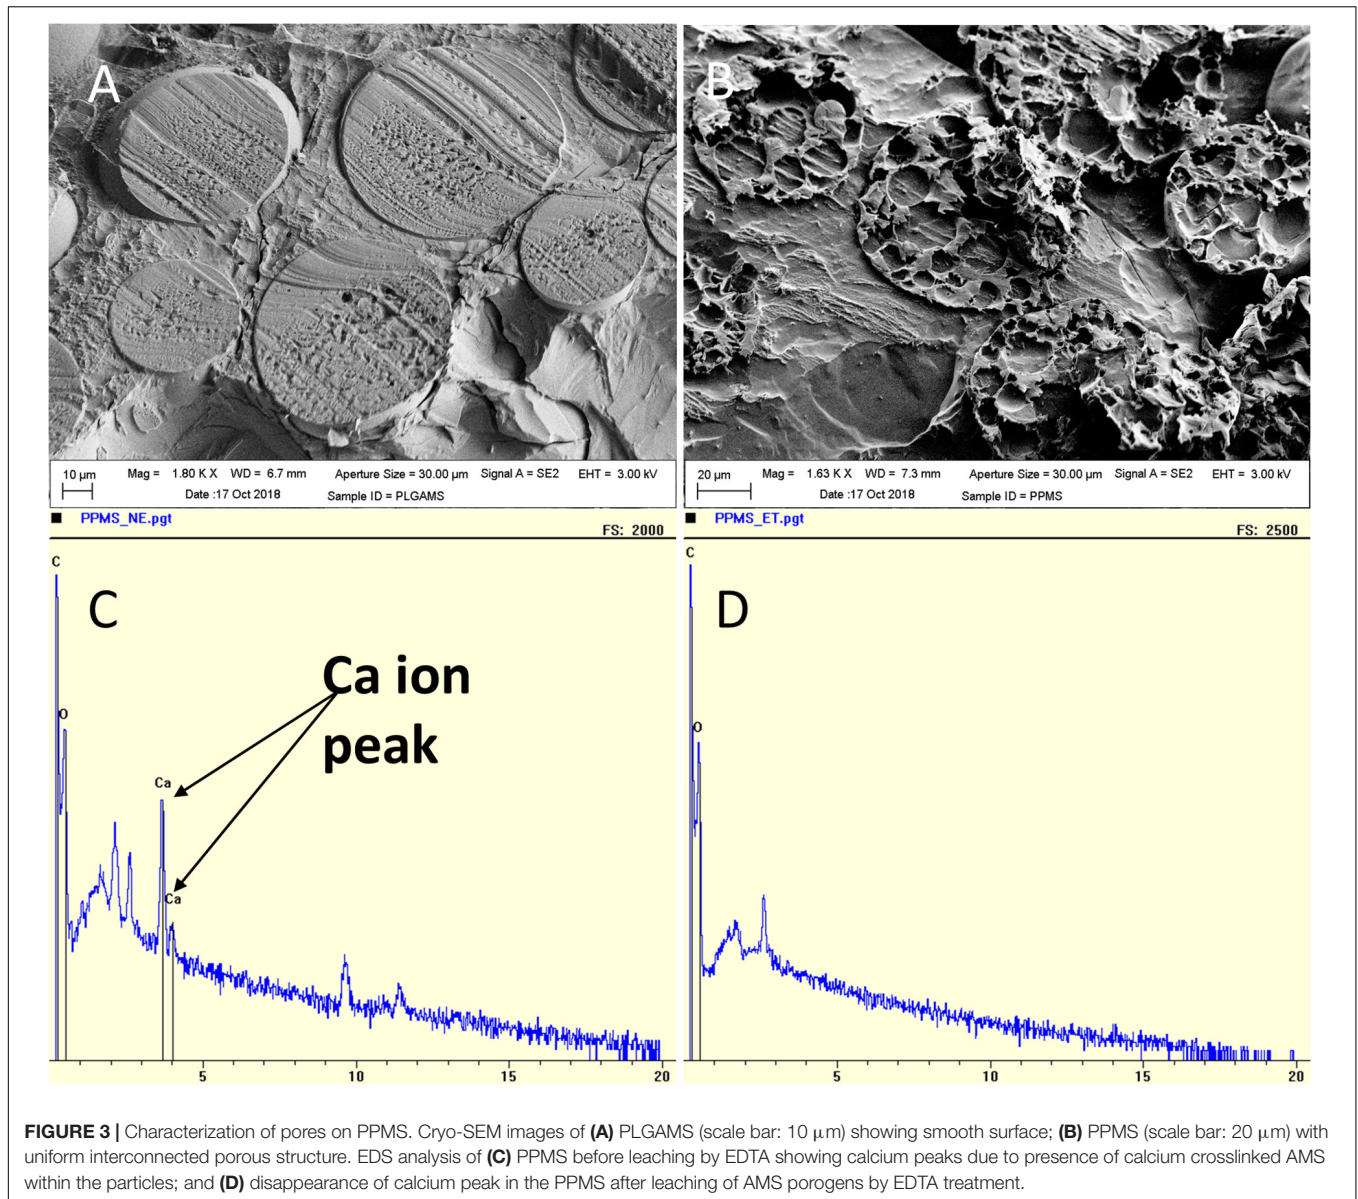 A
B
10 µm Mag = 1.80 K X WD = 6.7 mm Aperture Size = 30.00 µm Signal A = SE2 EHT = 3.00 kV
Date :17 Oct 2018 Sample ID = PLGAMS
20 µm Mag = 1.63 K X WD = 7.3 mm Aperture Size = 30.00 µm Signal A = SE2 EHT = 3.00 kV
Date :17 Oct 2018 Sample ID = PPMS
PPMS_NE.pgt
FS: 2000
C
C
Ca ion
peak
O
Ca
Ca
5 10 15 20
PPMS_ET.pgt
FS: 2500
C
D
O
5 10 15 20
FIGURE 3 | Characterization of pores on PPMS. Cryo-SEM images of (A) PLGAMS (scale bar: 10 µm) showing smooth surface; (B) PPMS (scale bar: 20 µm) with
uniform interconnected porous structure. EDS analysis of (C) PPMS before leaching by EDTA showing calcium peaks due to presence of calcium crosslinked AMS
within the particles; and (D) disappearance of calcium peak in the PPMS after leaching of AMS porogens by EDTA treatment.